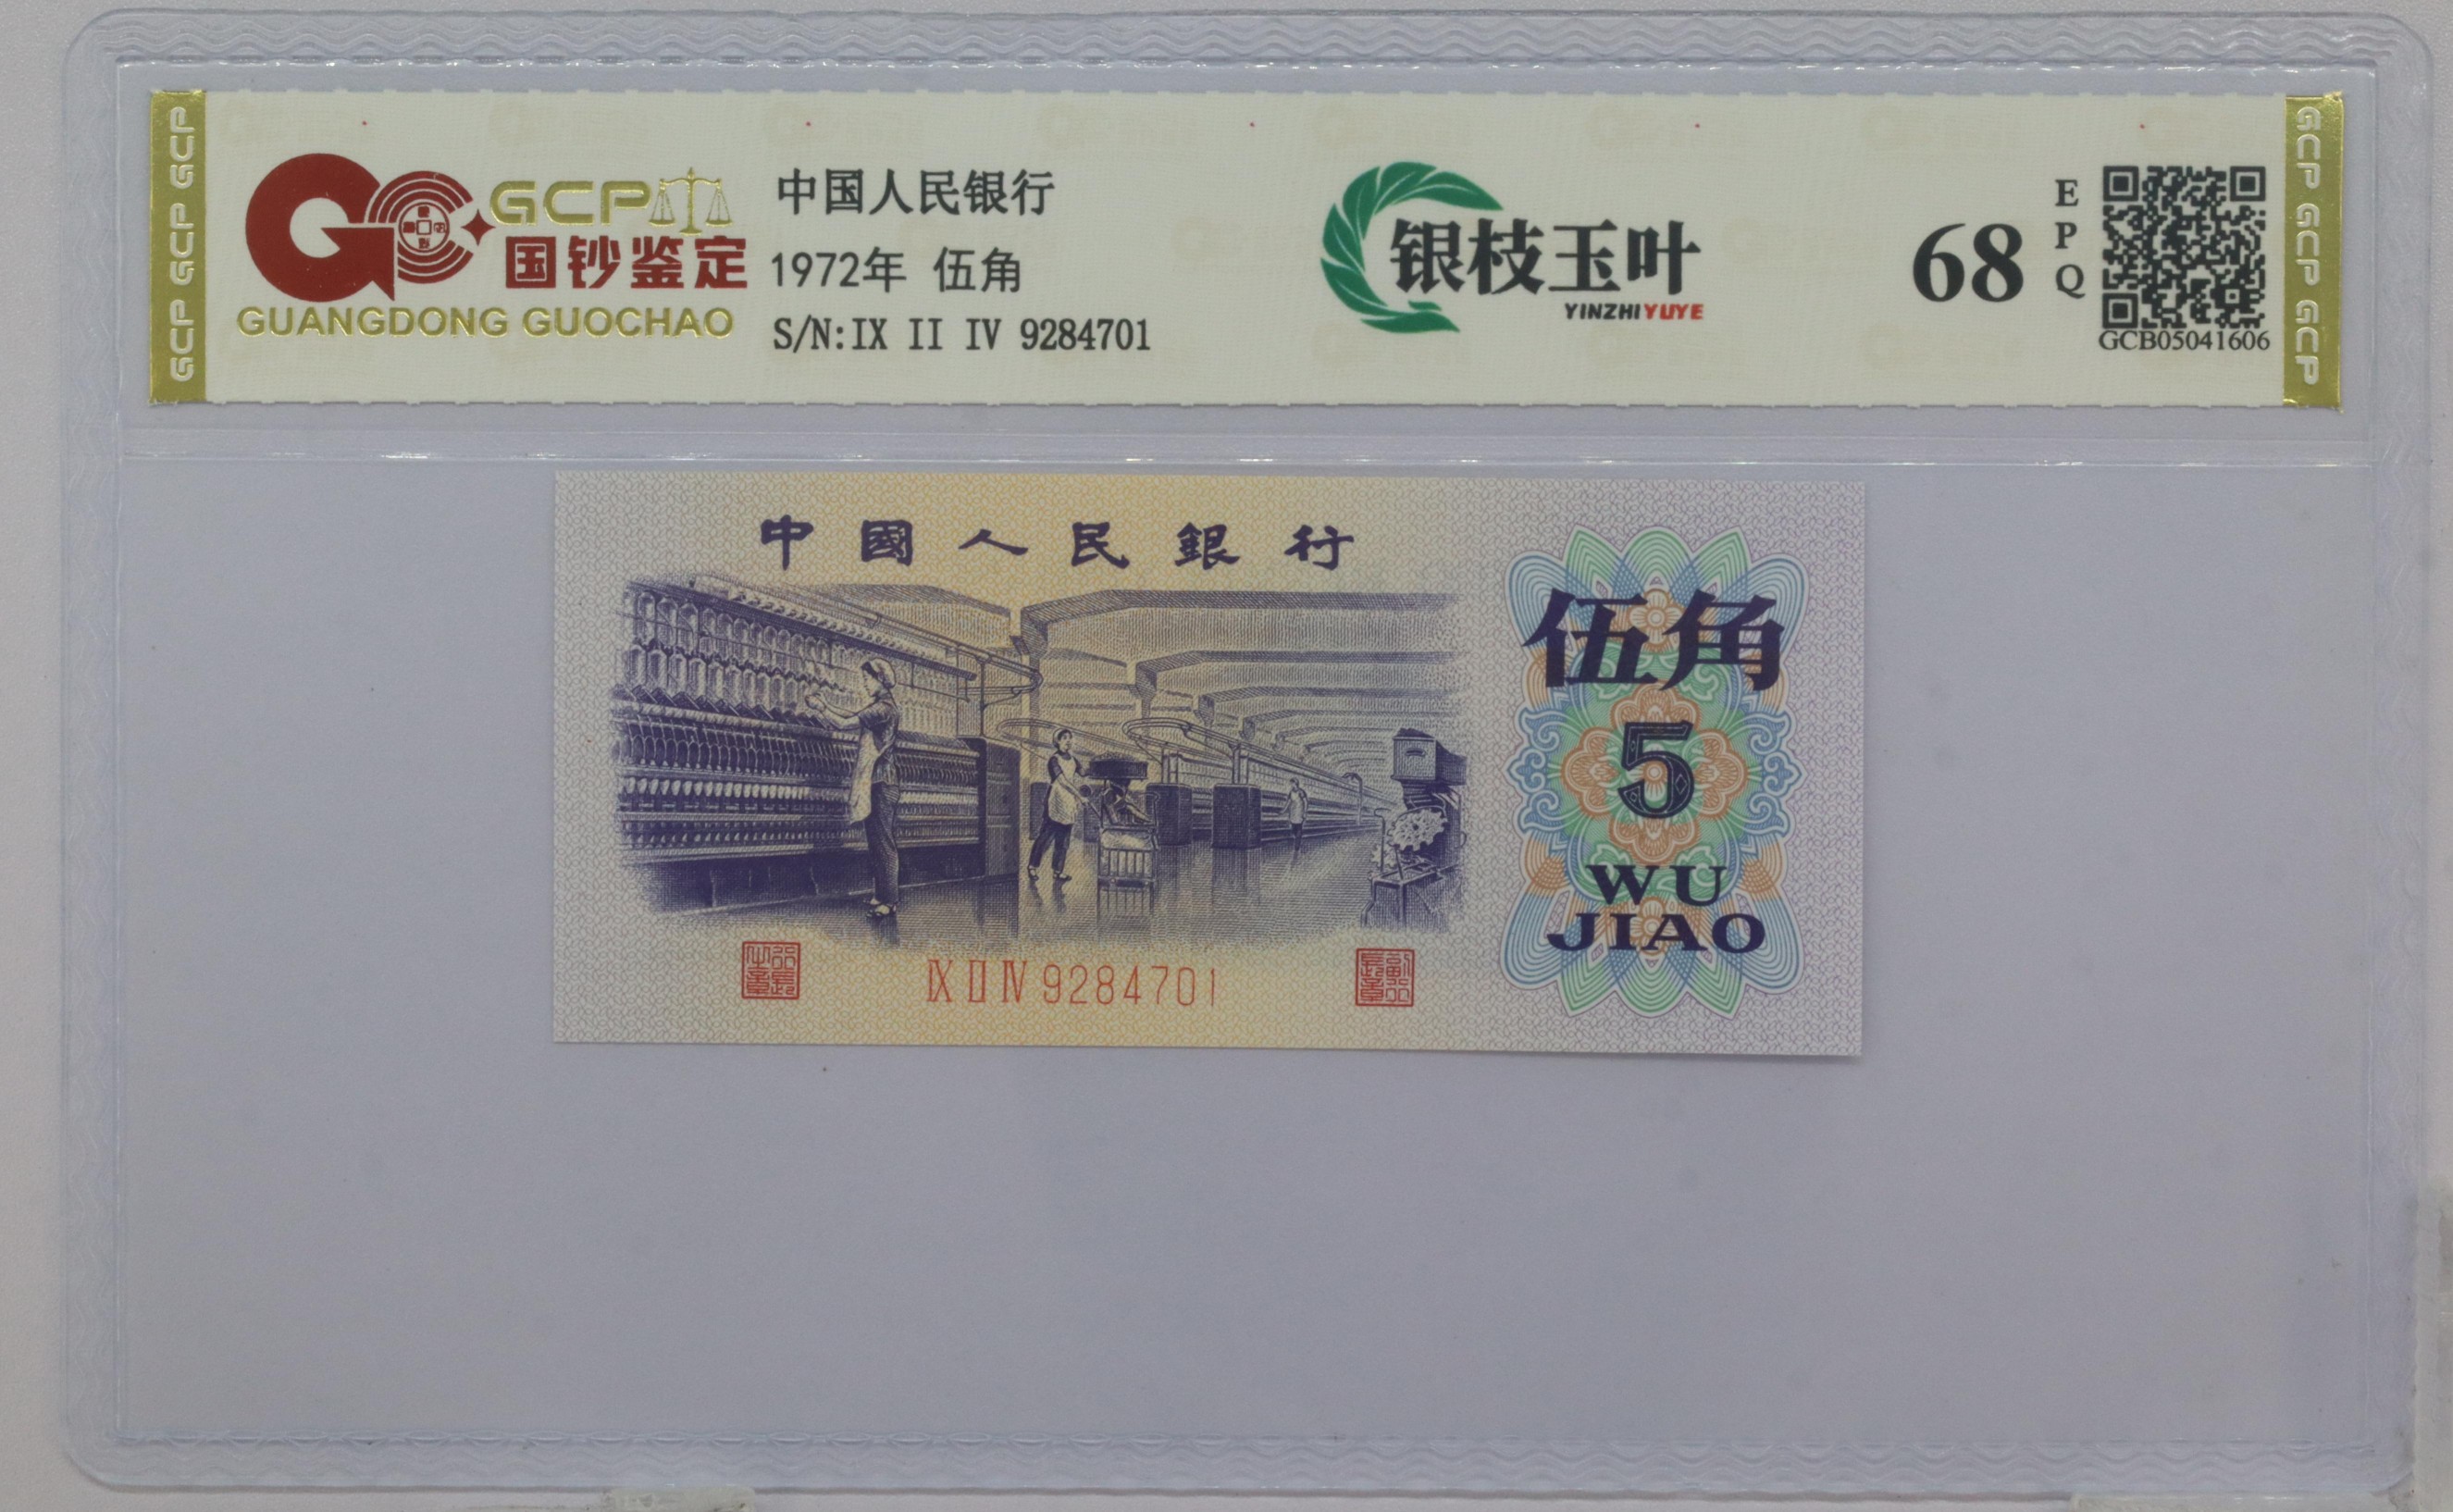 GCP GCP GCP
GCP
国钞鉴定
GUANGDONG GUOCHAO
中国人民银行
1972年 伍角
S/N:IX II IV 9284701
银枝玉叶
YINZHIYUYE
68
EPQ
GCB05041606
GCP GCP GCP
中國人民銀行
伍角
5
WU
JIAO
IX II IV 9284701